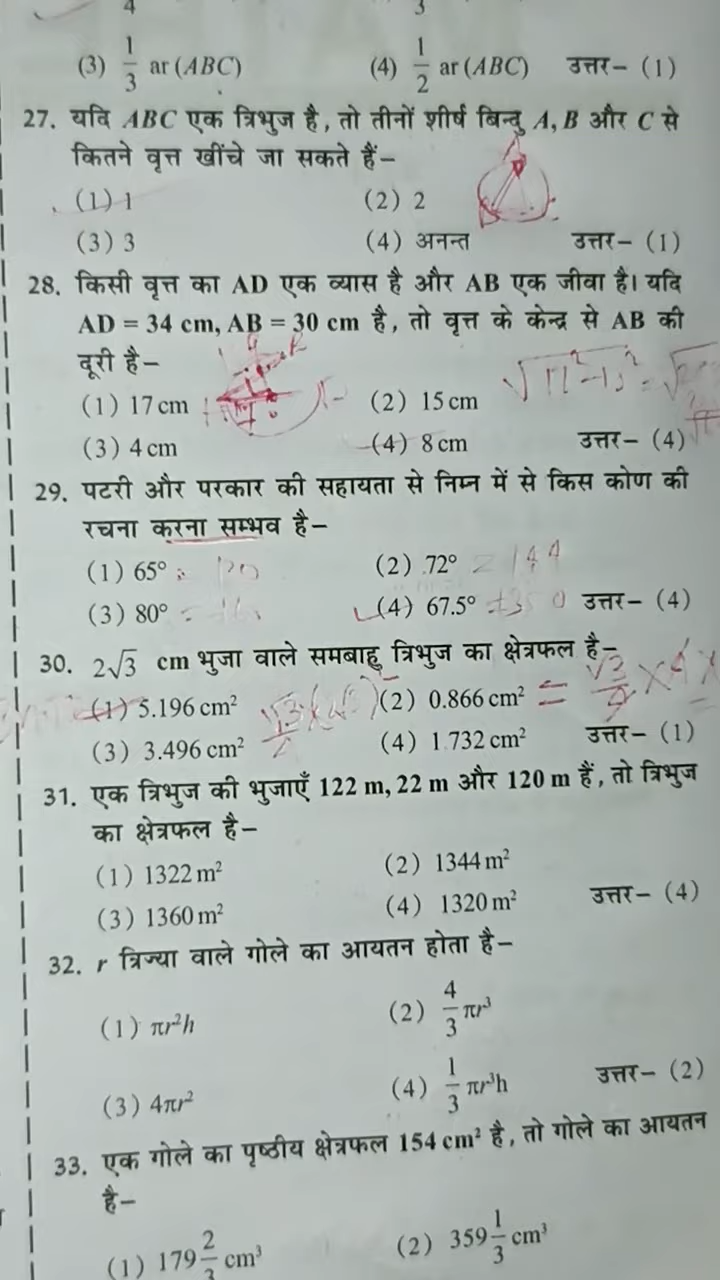 4 3
(3) 1/3 ar (ABC) (4) 1/2 ar (ABC) उत्तर– (1)
27. यदि ABC एक त्रिभुज है, तो तीनों शीर्ष बिन्दु A, B और C से
कितने वृत्त खींचे जा सकते हैं–
(1) 1 (2) 2
(3) 3 (4) अनन्त उत्तर– (1)
28. किसी वृत्त का AD एक व्यास है और AB एक जीवा है। यदि
AD = 34 cm, AB = 30 cm है, तो वृत्त के केन्द्र से AB की
दूरी है–
(1) 17 cm (2) 15 cm
(3) 4 cm (4) 8 cm उत्तर– (4)
29. पटरी और परकार की सहायता से निम्न में से किस कोण की
रचना करना सम्भव है–
(1) 65° (2) 72° = 144
(3) 80° (4) 67.5° उत्तर– (4)
30. 2√3 cm भुजा वाले समबाहु त्रिभुज का क्षेत्रफल है–
(1) 5.196 cm² (2) 0.866 cm²
(3) 3.496 cm² (4) 1.732 cm² उत्तर– (1)
31. एक त्रिभुज की भुजाएँ 122 m, 22 m और 120 m हैं, तो त्रिभुज
का क्षेत्रफल है–
(1) 1322 m² (2) 1344 m²
(3) 1360 m² (4) 1320 m² उत्तर– (4)
32. r त्रिज्या वाले गोले का आयतन होता है–
(1) πr²h (2) 4/3 πr³
(3) 4πr² (4) 1/3 πr³h उत्तर– (2)
33. एक गोले का पृष्ठीय क्षेत्रफल 154 cm² है, तो गोले का आयतन
है–
(1) 179 2/3 cm³ (2) 359 1/3 cm³